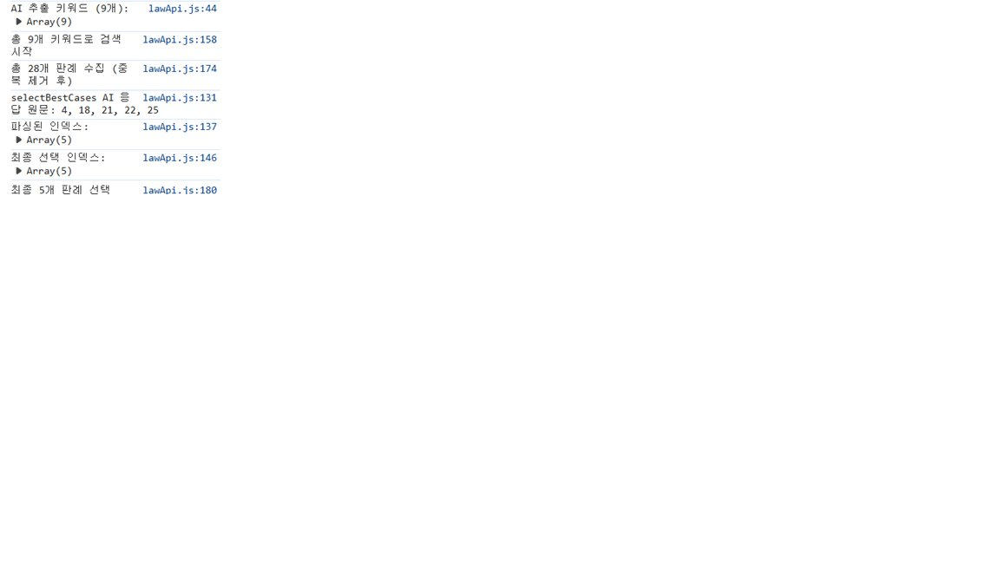 AI 추출 키워드 (9개): lawApi.js:44
▶ Array(9)
총 9개 키워드로 검색 lawApi.js:158
시작
총 28개 판례 수집 (중 lawApi.js:174
복 제거 후)
selectBestCases AI 응 lawApi.js:131
답 원문: 4, 18, 21, 22, 25
파싱된 인덱스: lawApi.js:137
▶ Array(5)
최종 선택 인덱스: lawApi.js:146
▶ Array(5)
최종 5개 판례 선택 lawApi.js:180